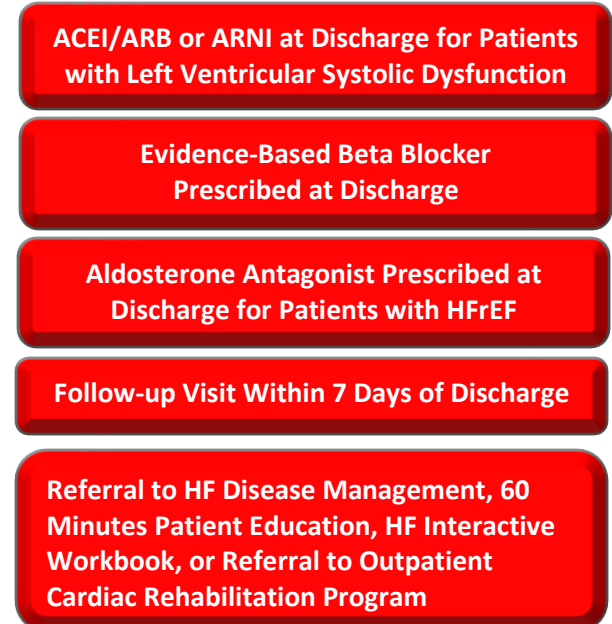 ACEI/ARB or ARNI at Discharge for Patients
with Left Ventricular Systolic Dysfunction
Evidence-Based Beta Blocker
Prescribed at Discharge
Aldosterone Antagonist Prescribed at
Discharge for Patients with HFrEF
Follow-up Visit Within 7 Days of Discharge
Referral to HF Disease Management, 60
Minutes Patient Education, HF Interactive
Workbook, or Referral to Outpatient
Cardiac Rehabilitation Program